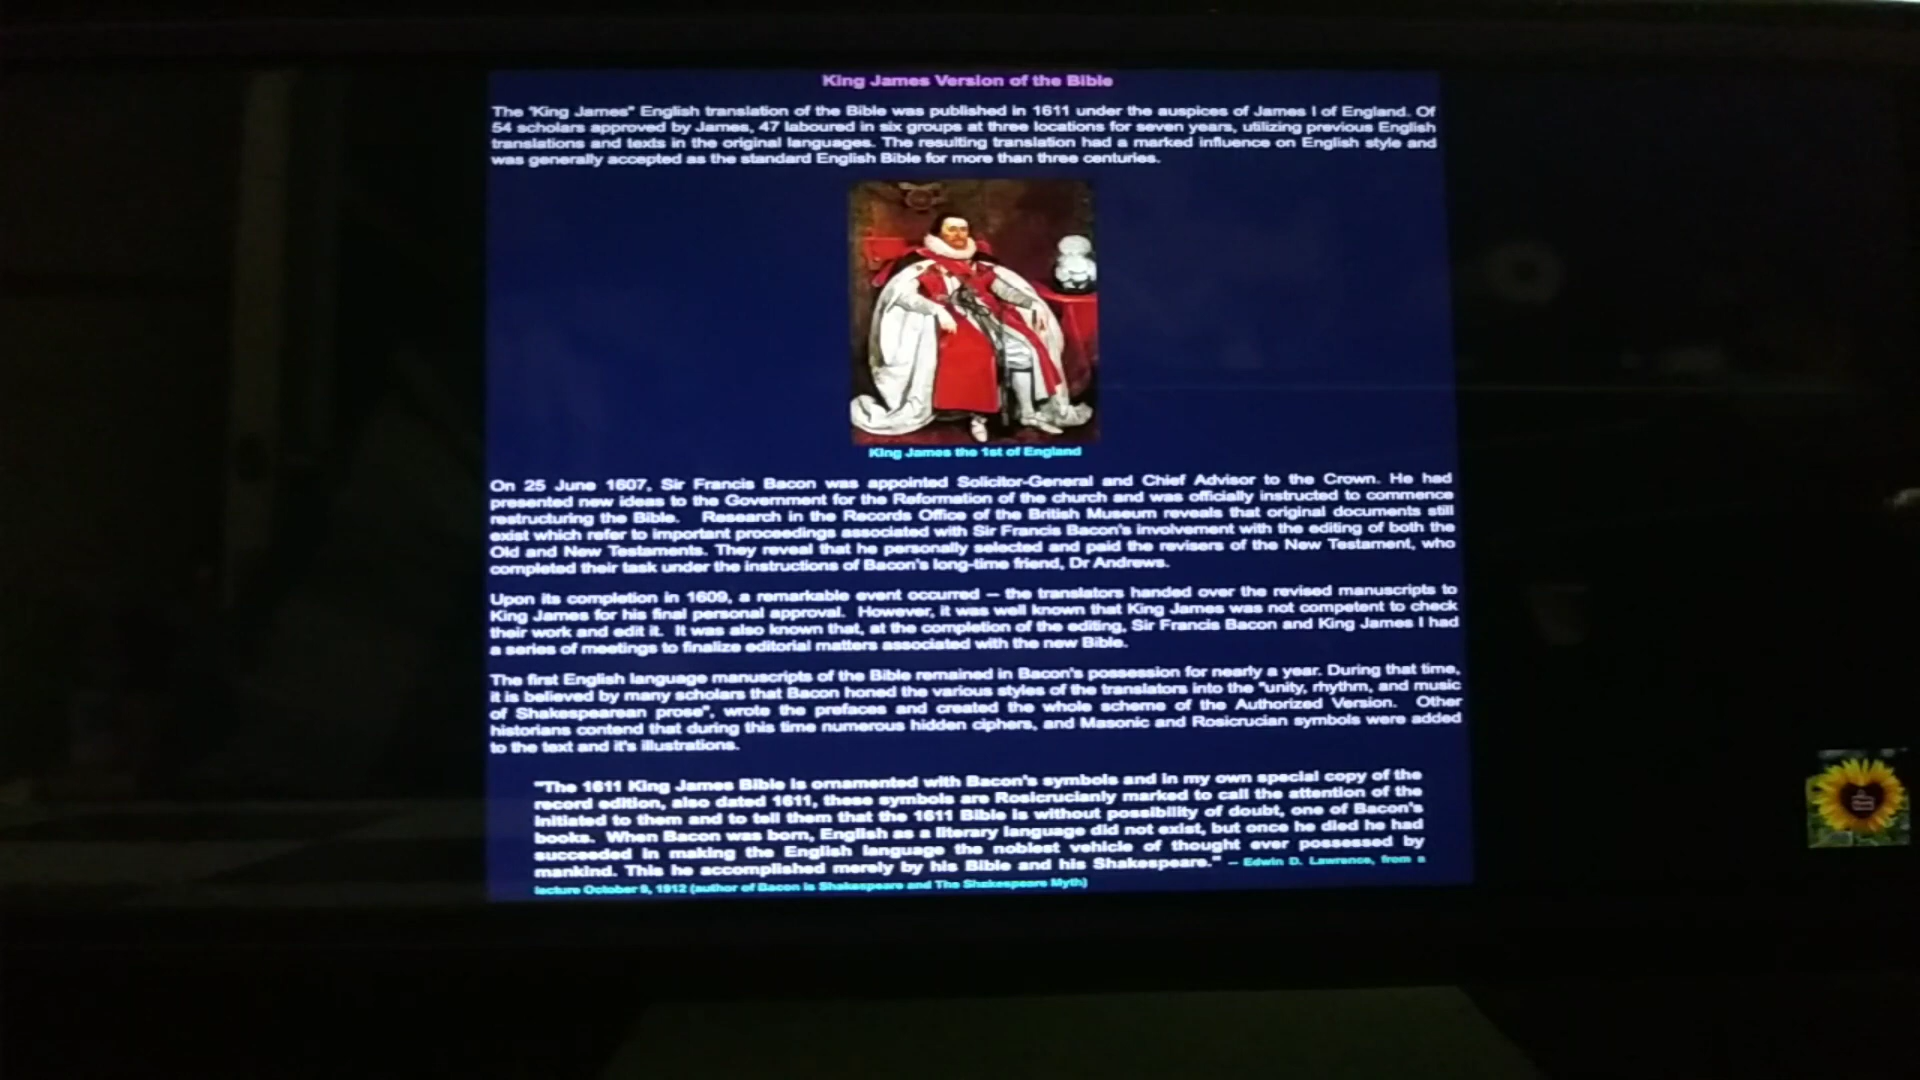 King James Version of the Bible
The "King James" English translation of the Bible was published in 1611 under the auspices of James I of England. Of
54 scholars approved by James, 47 laboured in six groups at three locations for seven years, utilizing previous English
translations and texts in the original languages. The resulting translation had a marked influence on English style and
was generally accepted as the standard English Bible for more than three centuries.
King James the 1st of England
On 25 June 1607, Sir Francis Bacon was appointed Solicitor-General and Chief Advisor to the Crown. He had
presented new ideas to the Government for the Reformation of the church and was officially instructed to commence
restructuring the Bible. Research in the Records Office of the British Museum reveals that original documents still
exist which refer to important proceedings associated with Sir Francis Bacon's involvement with the editing of both the
Old and New Testaments. They reveal that he personally selected and paid the revisers of the New Testament, who
completed their task under the instructions of Bacon's long-time friend, Dr Andrews.
Upon its completion in 1609, a remarkable event occurred – the translators handed over the revised manuscripts to
King James for his final personal approval. However, it was well known that King James was not competent to check
their work and edit it. It was also known that, at the completion of the editing, Sir Francis Bacon and King James I had
a series of meetings to finalize editorial matters associated with the new Bible.
The first English language manuscripts of the Bible remained in Bacon's possession for nearly a year. During that time,
it is believed by many scholars that Bacon honed the various styles of the translators into the "unity, rhythm, and music
of Shakespearean prose", wrote the prefaces and created the whole scheme of the Authorized Version. Other
historians contend that during this time numerous hidden ciphers, and Masonic and Rosicrucian symbols were added
to the text and it's illustrations.
"The 1611 King James Bible is ornamented with Bacon's symbols and in my own special copy of the
record edition, also dated 1611, these symbols are Rosicrucianly marked to call the attention of the
initiated to them and to tell them that the 1611 Bible is without possibility of doubt, one of Bacon's
books. When Bacon was born, English as a literary language did not exist, but once he died he had
succeeded in making the English language the noblest vehicle of thought ever possessed by
mankind. This he accomplished merely by his Bible and his Shakespeare." – Edwin D. Lawrence, from a
lecture October 9, 1912 (author of Bacon is Shakespeare and The Shakespeare Myth)